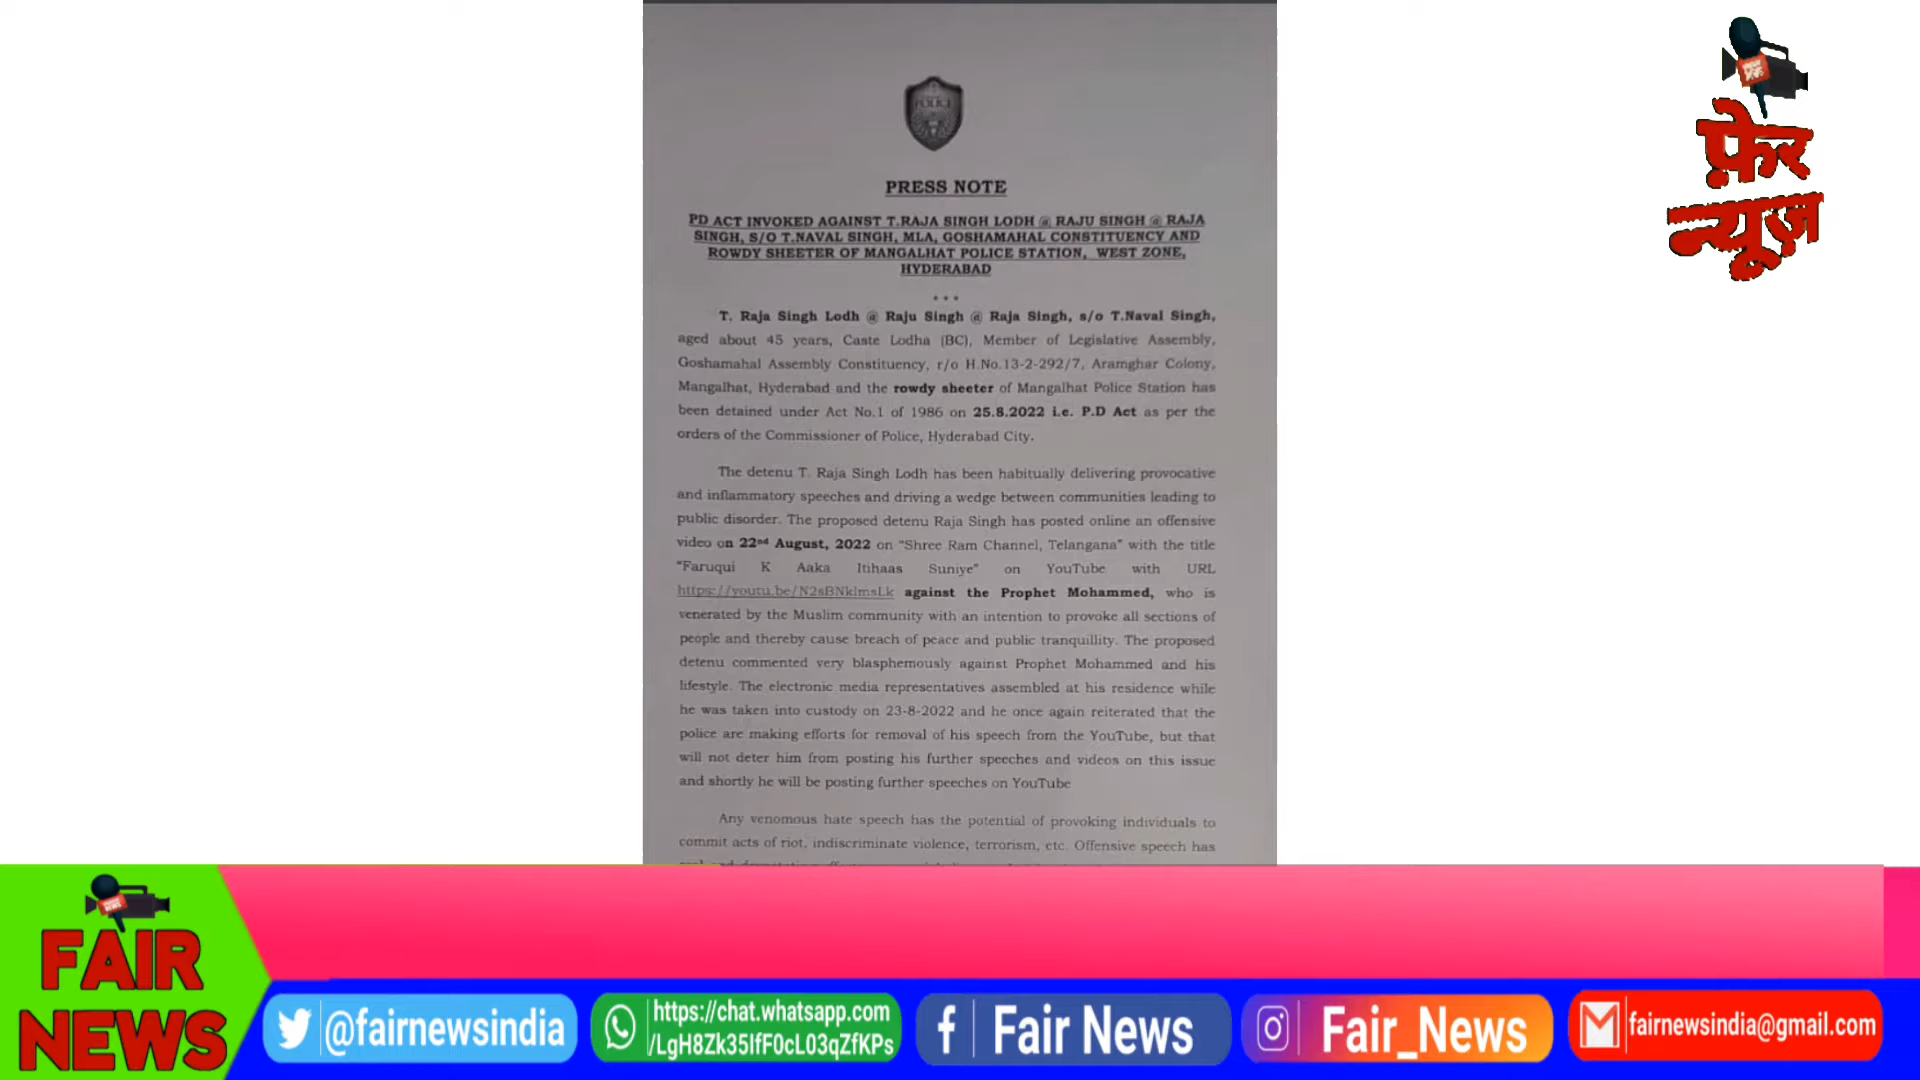 POLICE
PRESS NOTE
PD ACT INVOKED AGAINST T.RAJA SINGH LODH @ RAJU SINGH @ RAJA
SINGH, S/O T.NAVAL SINGH, MLA, GOSHAMAHAL CONSTITUENCY AND
ROWDY SHEETER OF MANGALHAT POLICE STATION, WEST ZONE,
HYDERABAD
***
T. Raja Singh Lodh @ Raju Singh @ Raja Singh, s/o T.Naval Singh,
aged about 45 years, Caste Lodha (BC), Member of Legislative Assembly,
Goshamahal Assembly Constituency, r/o H.No.13-2-292/7, Aramghar Colony,
Mangalhat, Hyderabad and the rowdy sheeter of Mangalhat Police Station has
been detained under Act No.1 of 1986 on 25.8.2022 i.e. P.D Act as per the
orders of the Commissioner of Police, Hyderabad City.
The detenu T. Raja Singh Lodh has been habitually delivering provocative
and inflammatory speeches and driving a wedge between communities leading to
public disorder. The proposed detenu Raja Singh has posted online an offensive
video on 22nd August, 2022 on "Shree Ram Channel, Telangana" with the title
"Faruqui K Aaka Itihaas Suniye" on YouTube with URL
https://youtu.be/N2sBNklmsLk against the Prophet Mohammed, who is
venerated by the Muslim community with an intention to provoke all sections of
people and thereby cause breach of peace and public tranquillity. The proposed
detenu commented very blasphemously against Prophet Mohammed and his
lifestyle. The electronic media representatives assembled at his residence while
he was taken into custody on 23-8-2022 and he once again reiterated that the
police are making efforts for removal of his speech from the YouTube, but that
will not deter him from posting his further speeches and videos on this issue
and shortly he will be posting further speeches on YouTube
Any venomous hate speech has the potential of provoking individuals to
commit acts of riot, indiscriminate violence, terrorism, etc. Offensive speech has
फ़ेर
न्यूज़
FAIR
NEWS
@fairnewsindia
https://chat.whatsapp.com
/LgH8Zk35IfF0cL03qZfKPs
Fair News
Fair_News
fairnewsindia@gmail.com